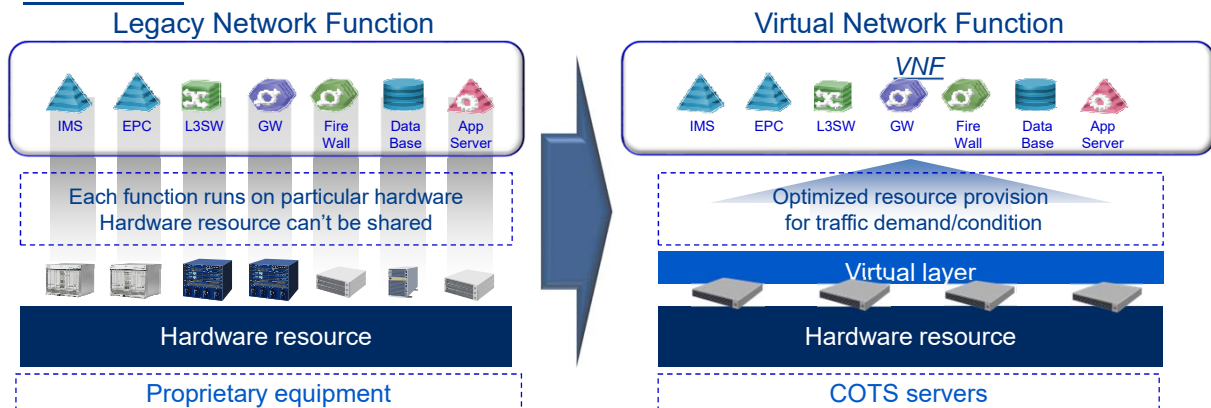 Legacy Network Function
IMS
EPC
L3SW
GW
Fire
Wall
Data
Base
App
Server
Each function runs on particular hardware
Hardware resource can't be shared
Hardware resource
Proprietary equipment
Virtual Network Function
VNF
IMS
EPC
L3SW
GW
Fire
Wall
Data
Base
App
Server
Optimized resource provision
for traffic demand/condition
Virtual layer
Hardware resource
COTS servers